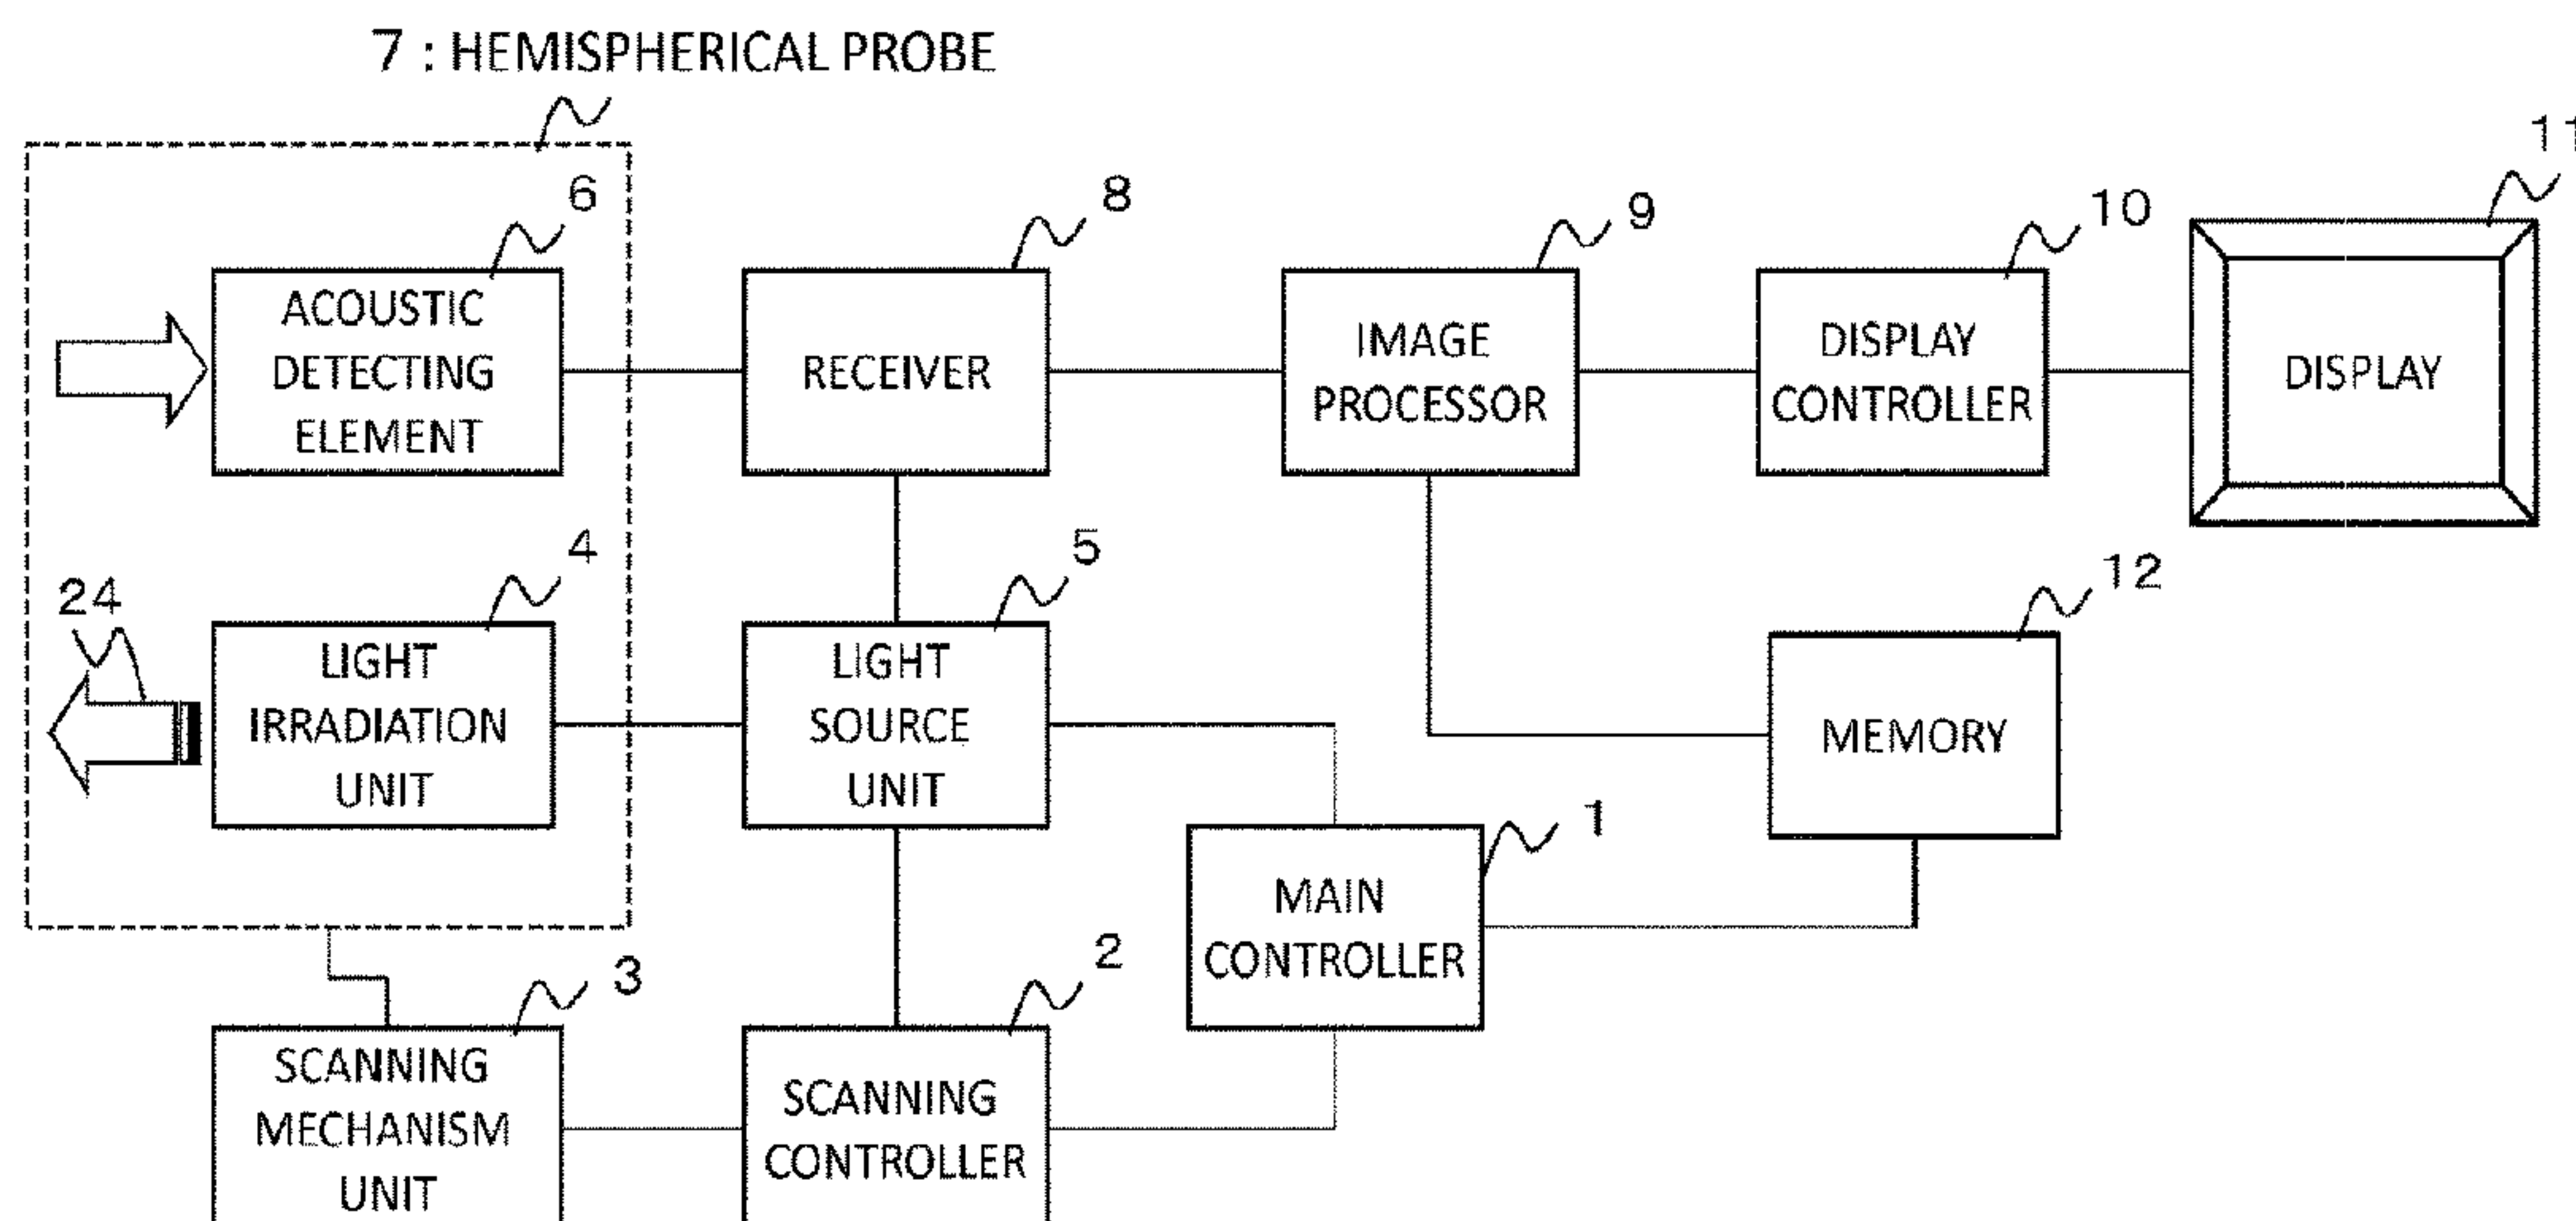 7 : HEMISPHERICAL PROBE
11
6
8
9
10
ACOUSTIC
DETECTING
ELEMENT
RECEIVER
IMAGE
PROCESSOR
DISPLAY
CONTROLLER
DISPLAY
24
4
5
12
LIGHT
IRRADIATION
UNIT
LIGHT
SOURCE
UNIT
MEMORY
1
MAIN
CONTROLLER
3
2
SCANNING
MECHANISM
UNIT
SCANNING
CONTROLLER